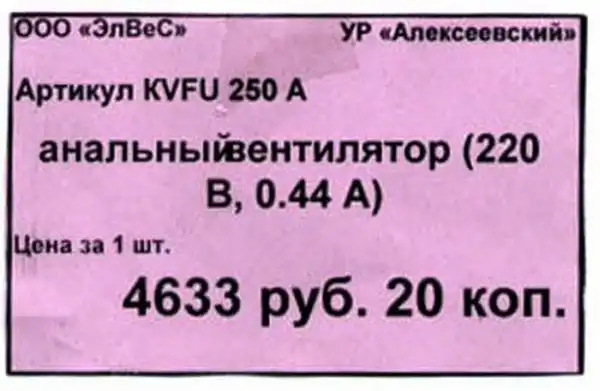 ООО «ЭлВеС» УР «Алексеевский»
Артикул KVFU 250 А
анальныйвентилятор (220
В, 0.44 А)
Цена за 1 шт.
4633 руб. 20 коп.